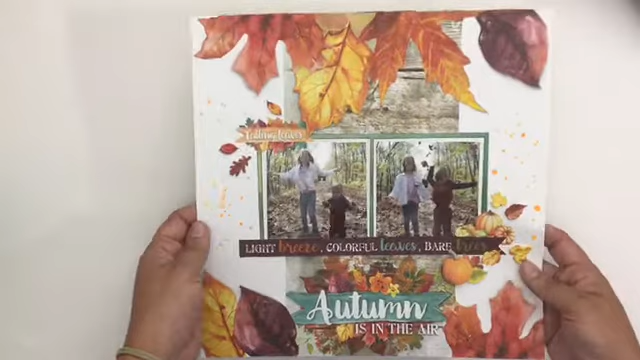 Falling leaves
LIGHT breeze, COLORFUL leaves, BARE trees
Autumn
IS IN THE AIR